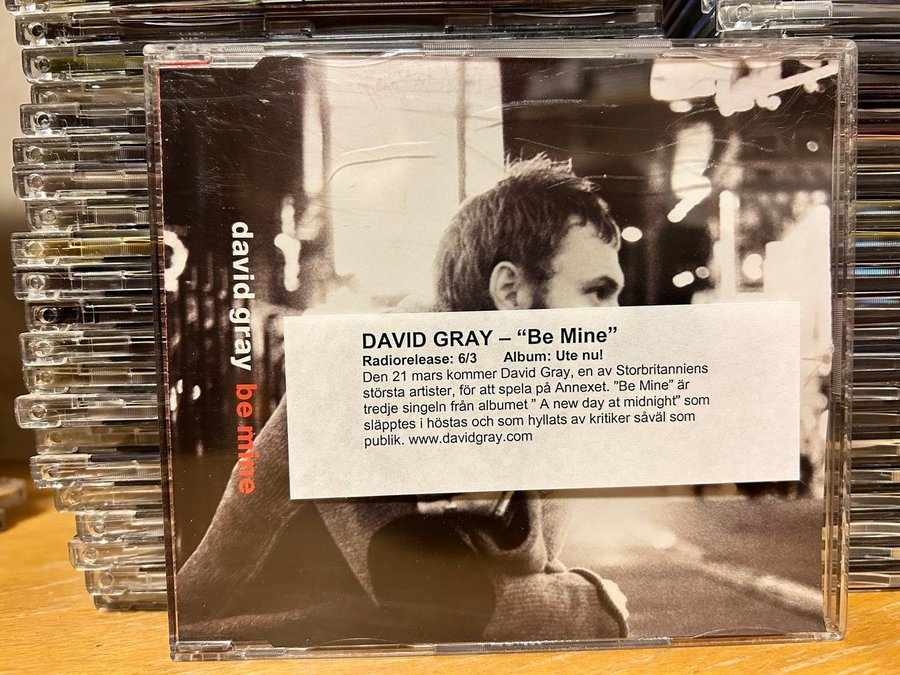 david gray be mine
DAVID GRAY – “Be Mine”
Radiorelease: 6/3 Album: Ute nu!
Den 21 mars kommer David Gray, en av Storbritanniens
största artister, för att spela på Annexet. ”Be Mine” är
tredje singeln från albumet ” A new day at midnight” som
släpptes i höstas och som hyllats av kritiker såväl som
publik. www.davidgray.com